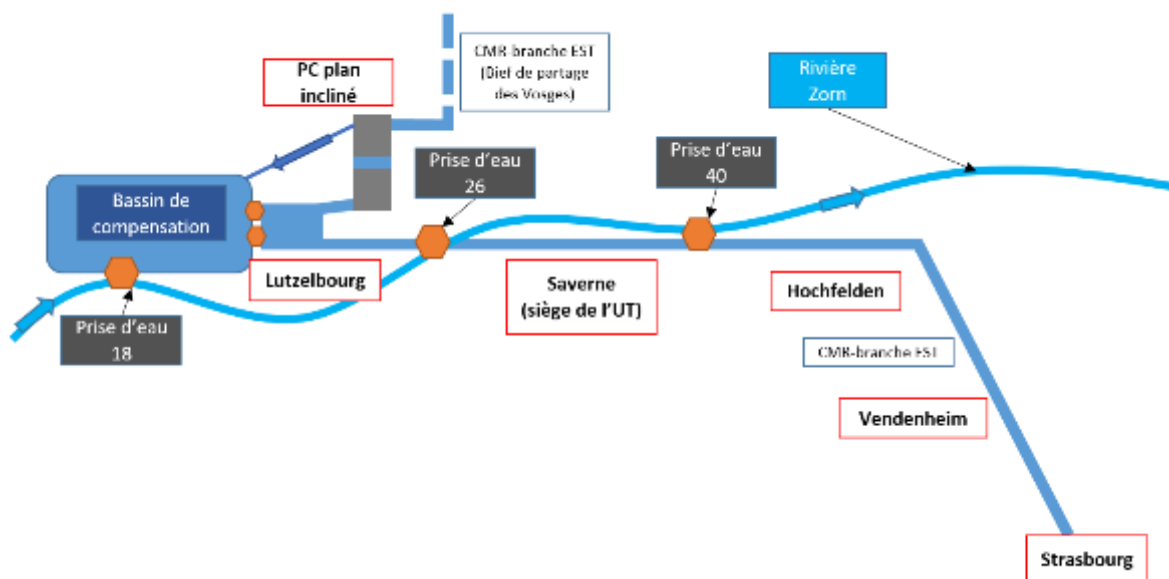 CMR-branche EST
(Bief de partage
des Vosges)
PC plan
incliné
Rivière
Zorn
Prise d'eau
26
Prise d'eau
40
Bassin de
compensation
Lutzelbourg
Saverne
(siège de l'UT)
Hochfelden
Prise d'eau
18
CMR-branche EST
Vendenheim
Strasbourg